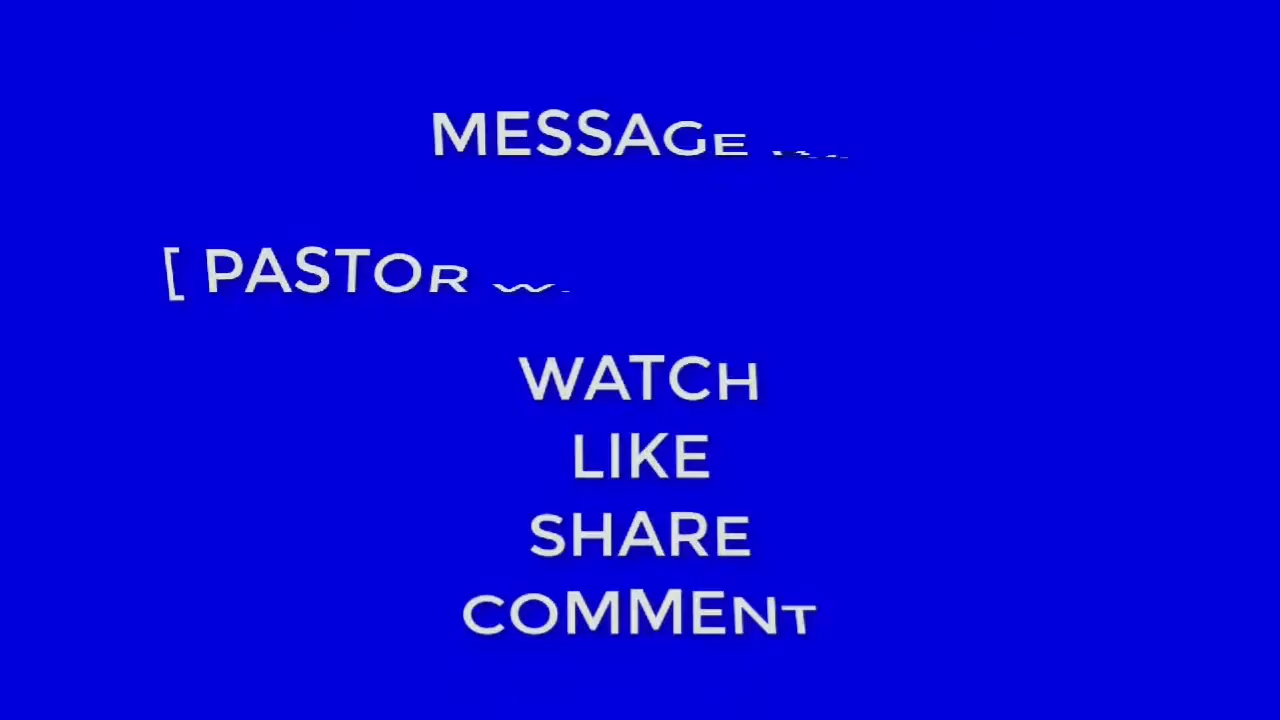 MESSAGE
[ PASTOR
WATCH
LIKE
SHARE
COMMENT